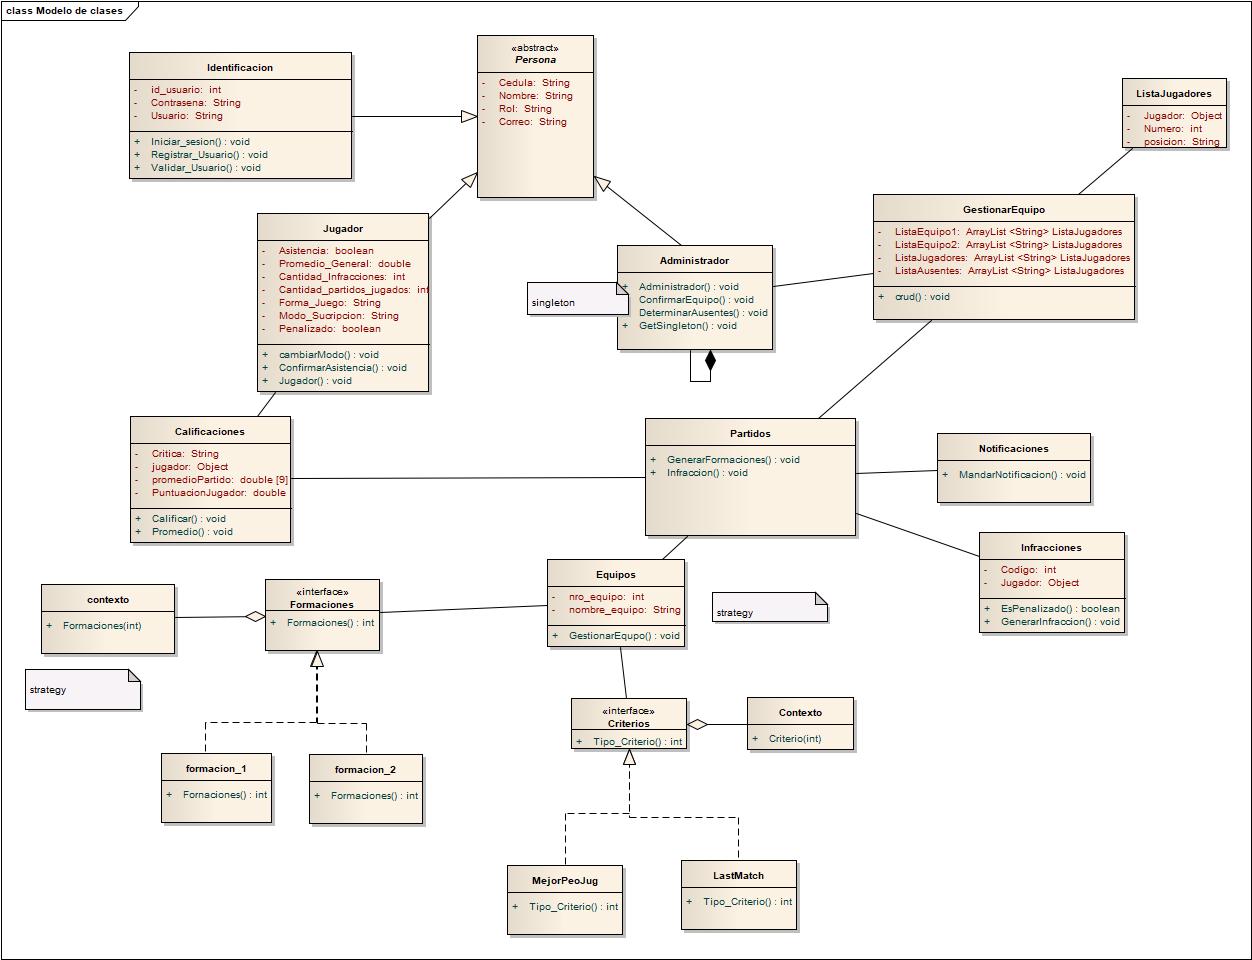 class Modelo de clases
Identificacion
- id_usuario: int
- Contrasena: String
- Usuario: String
+ Iniciar_sesion() : void
+ Registrar_Usuario() : void
+ Validar_Usuario() : void
«abstract»
Persona
- Cedula: String
- Nombre: String
- Rol: String
- Correo: String
ListaJugadores
- Jugador: Object
- Numero: int
- posicion: String
Jugador
- Asistencia: boolean
- Promedio_General: double
- Cantidad_Infracciones: int
- Cantidad_partidos_jugados: int
- Forma_Juego: String
- Modo_Sucripcion: String
- Penalizado: boolean
+ cambiarModo() : void
+ ConfirmarAsistencia() : void
+ Jugador() : void
singleton
Administrador
+ Administrador() : void
ConfirmarEquipo() : void
DeterminarAusentes() : void
+ GetSingleton() : void
GestionarEquipo
- ListaEquipo1: ArrayList <String> ListaJugadores
- ListaEquipo2: ArrayList <String> ListaJugadores
- ListaJugadores: ArrayList <String> ListaJugadores
- ListaAusentes: ArrayList <String> ListaJugadores
+ crud() : void
Calificaciones
- Critica: String
- jugador: Object
- promedioPartido: double [9]
- PuntuacionJugador: double
+ Calificar() : void
+ Promedio() : void
Partidos
+ GenerarFormaciones() : void
+ Infraccion() : void
Notificaciones
+ MandarNotificacion() : void
Infracciones
- Codigo: int
- Jugador: Object
+ EsPenalizado() : boolean
+ GenerarInfraccion() : void
contexto
+ Formaciones(int)
«interface»
Formaciones
+ Formaciones() : int
Equipos
- nro_equipo: int
- nombre_equipo: String
+ GestionarEqupo() : void
strategy
strategy
«interface»
Criterios
+ Tipo_Criterio() : int
Contexto
+ Criterio(int)
formacion_1
+ Fornaciones() : int
formacion_2
+ Formaciones() : int
MejorPeoJug
+ Tipo_Criterio() : int
LastMatch
+ Tipo_Criterio() : int